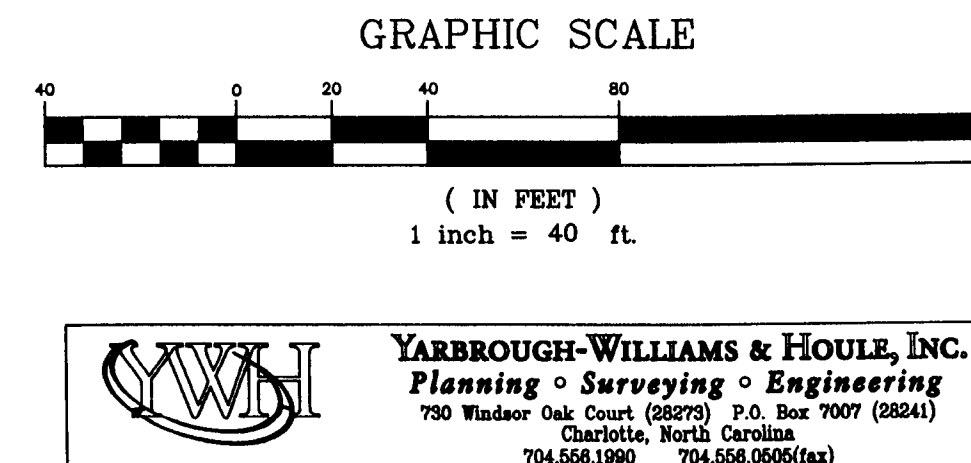 GRAPHIC SCALE
40 0 20 40 80
( IN FEET )
1 inch = 40 ft.
YWH
YARBROUGH-WILLIAMS & HOULE, INC.
Planning ∘ Surveying ∘ Engineering
730 Windsor Oak Court (28273) P.O. Box 7007 (28241)
Charlotte, North Carolina
704.556.1990 704.556.0505(fax)